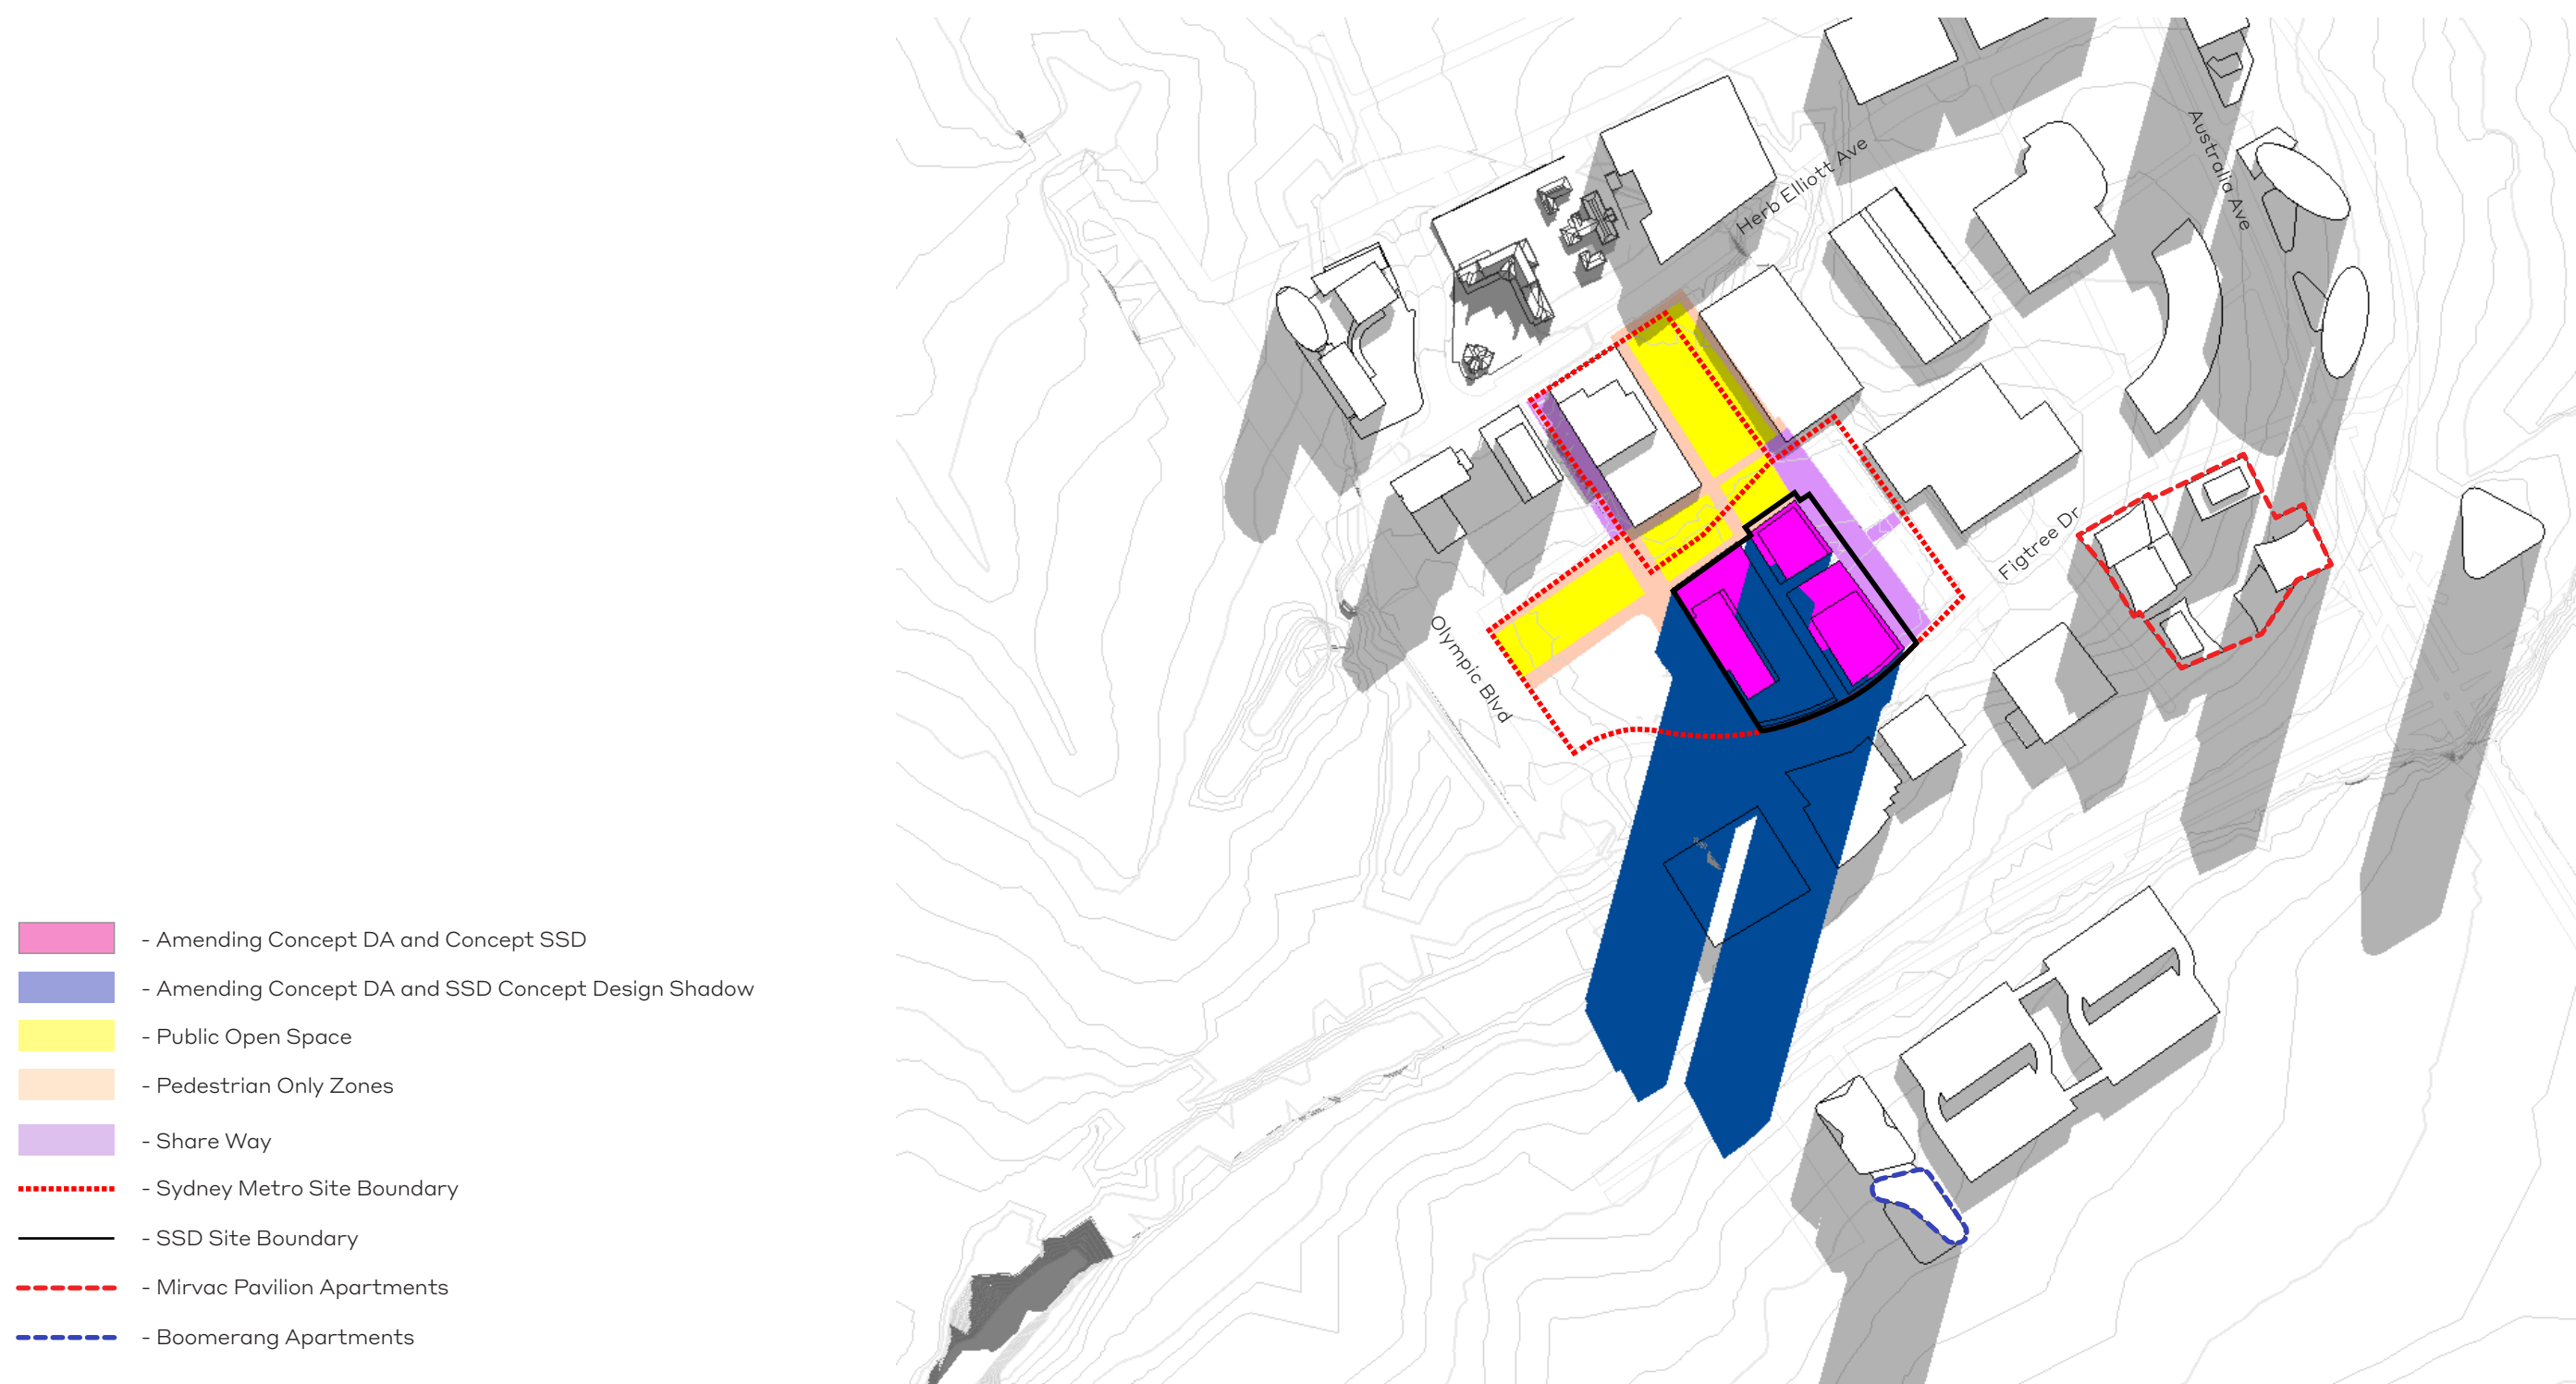 Herb Elliott Ave
Australia Ave
Figtree Dr
Olympic Blvd
- Amending Concept DA and Concept SSD
- Amending Concept DA and SSD Concept Design Shadow
- Public Open Space
- Pedestrian Only Zones
- Share Way
- Sydney Metro Site Boundary
- SSD Site Boundary
- Mirvac Pavilion Apartments
- Boomerang Apartments